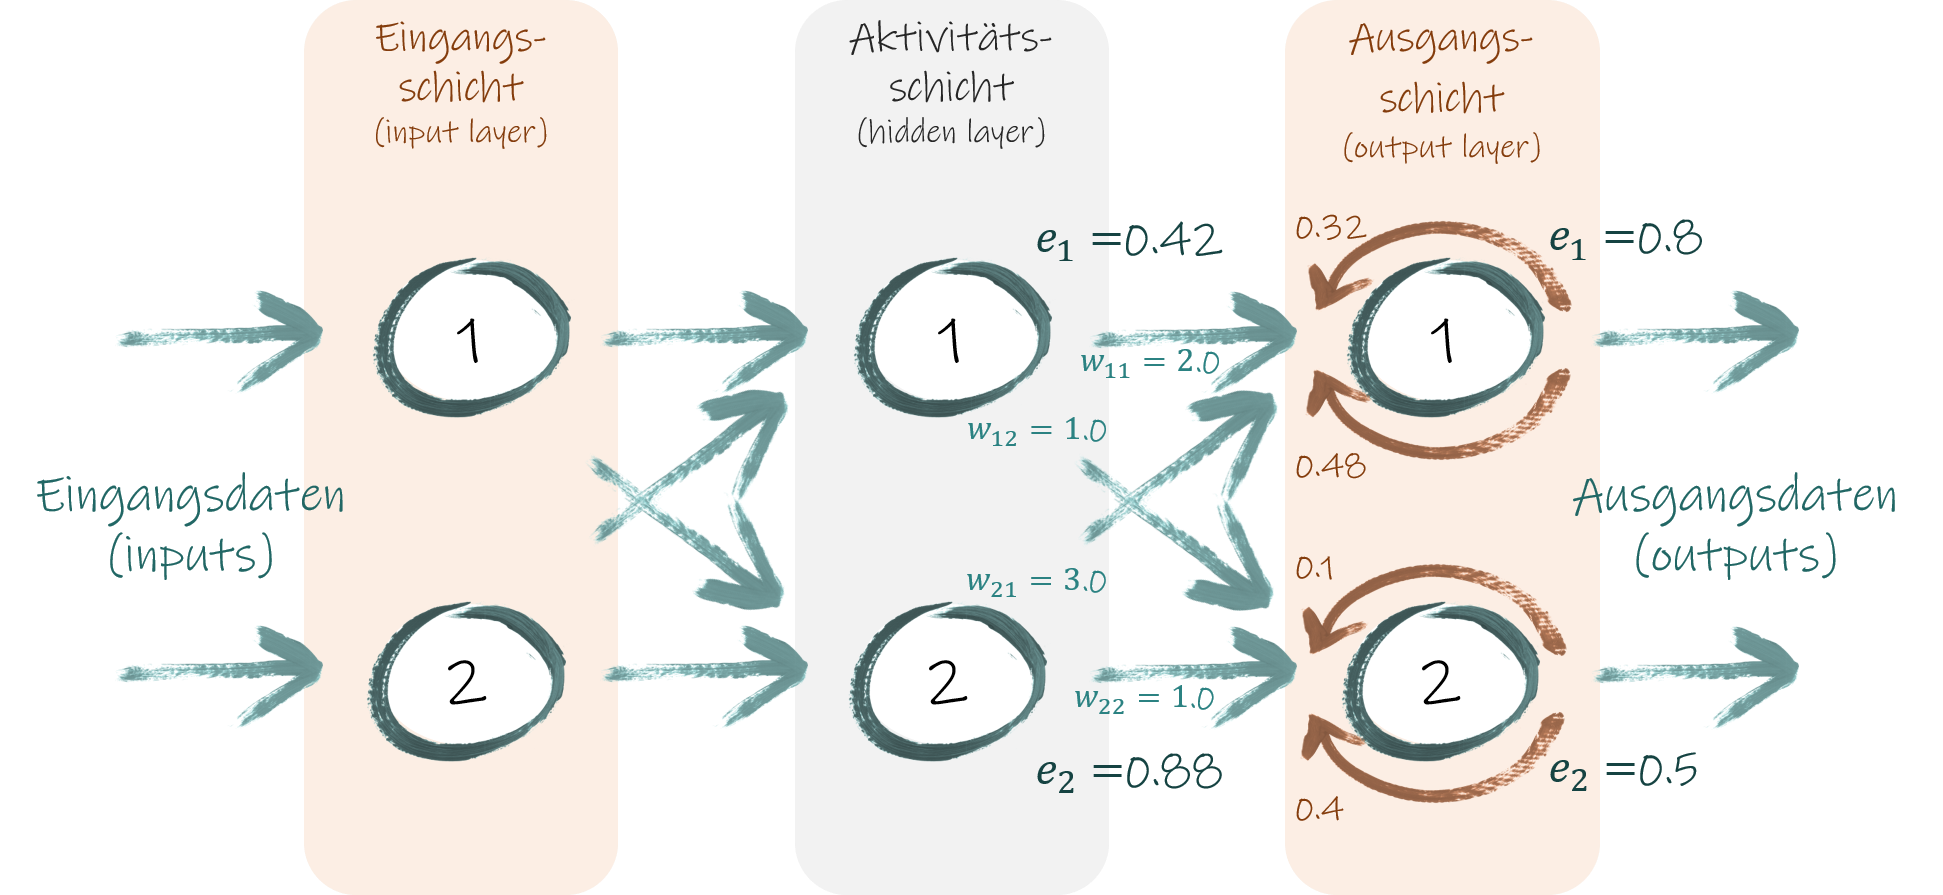 Eingangs-
schicht
(input layer)
Aktivitäts-
schicht
(hidden layer)
Ausgangs-
schicht
(output layer)
e₁ =0.42
0.32
e₁ =0.8
1
1
1
w₁₁ = 2.0
w₁₂ = 1.0
0.48
Eingangsdaten
(inputs)
Ausgangsdaten
(outputs)
w₂₁ = 3.0
0.1
2
2
2
w₂₂ = 1.0
e₂ =0.88
e₂ =0.5
0.4